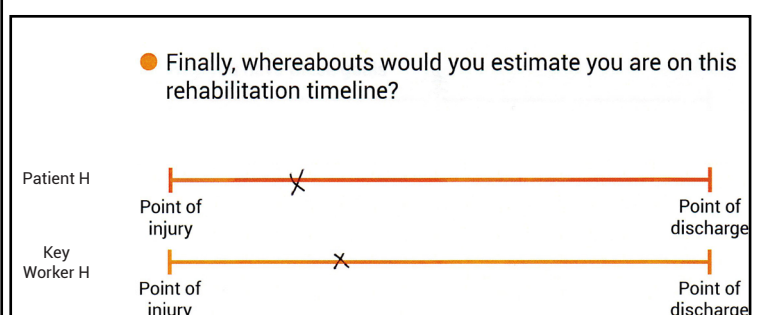 Finally, whereabouts would you estimate you are on this
rehabilitation timeline?
Patient H
Point of
injury
Point of
discharge
Key
Worker H
Point of
injury
Point of
discharge